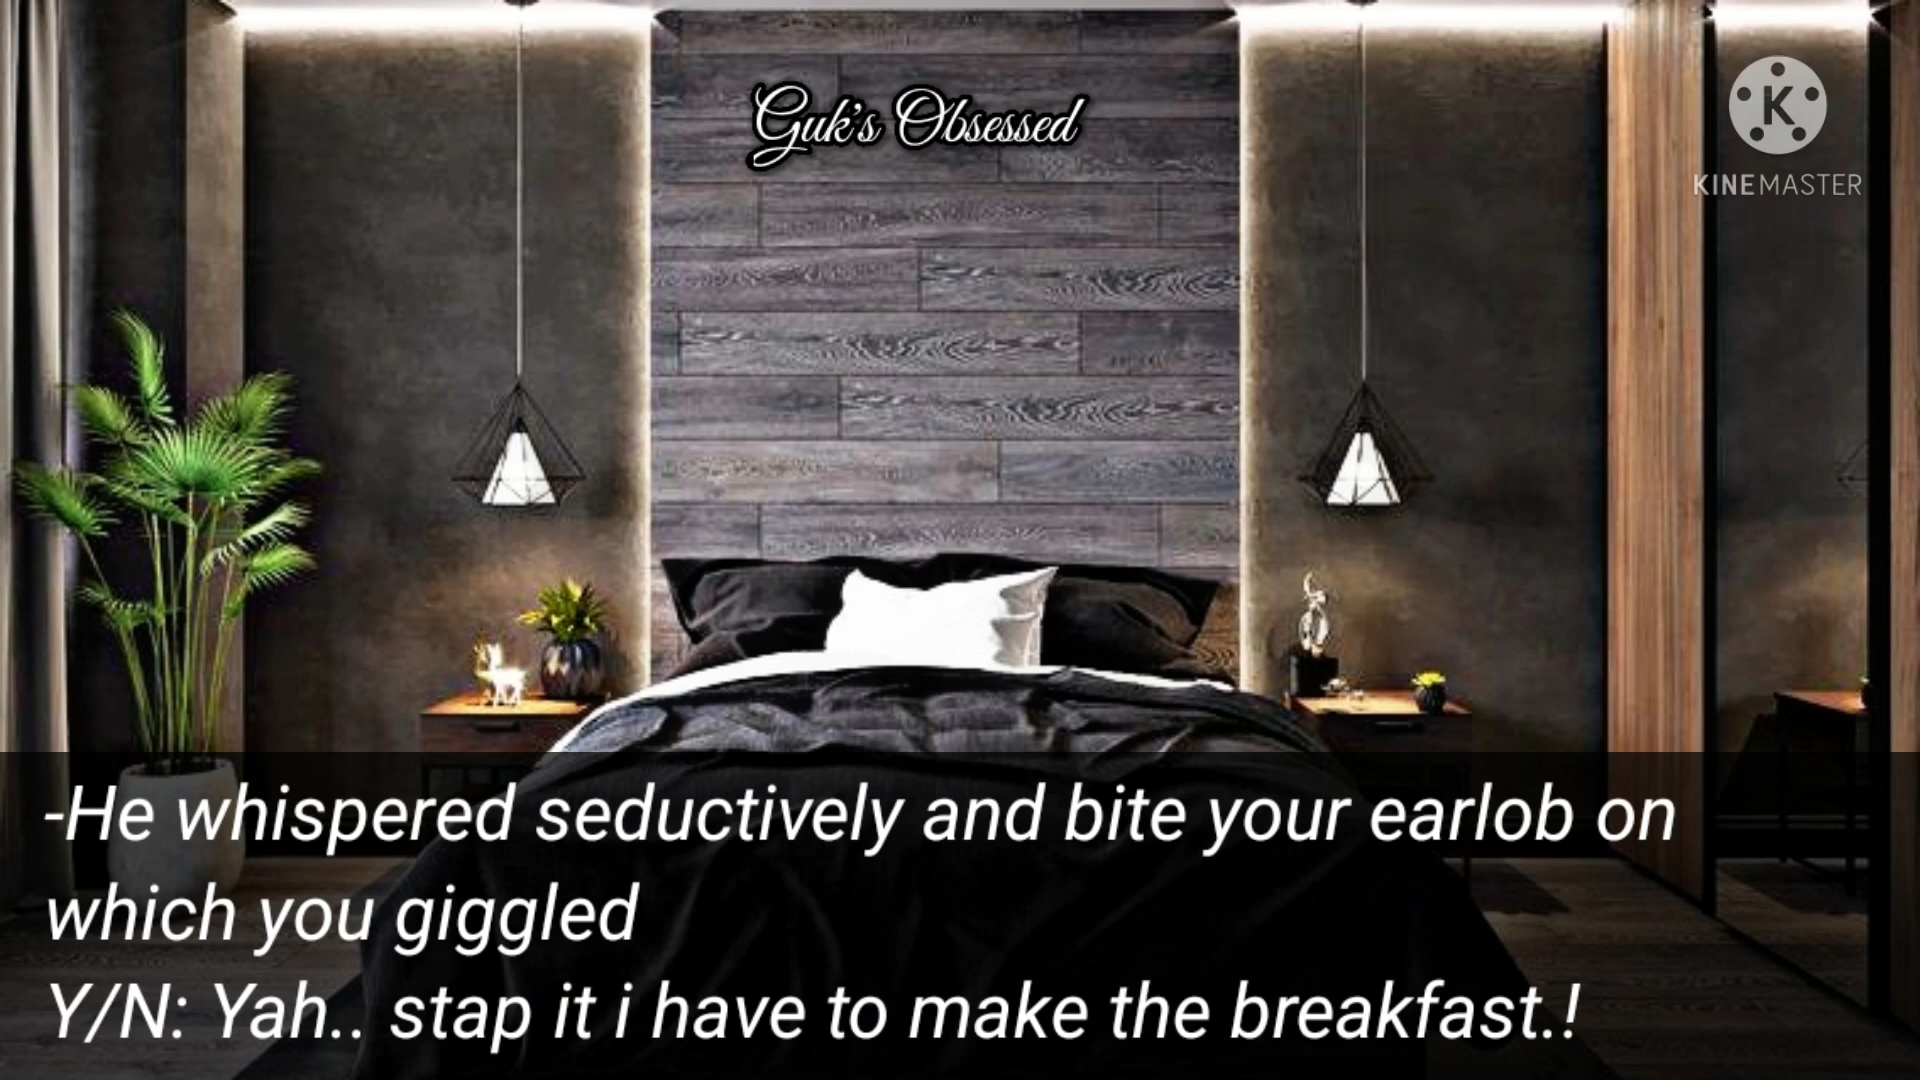 Guk's Obsessed
KINEMASTER
-He whispered seductively and bite your earlob on
which you giggled
Y/N: Yah.. stap it i have to make the breakfast.!